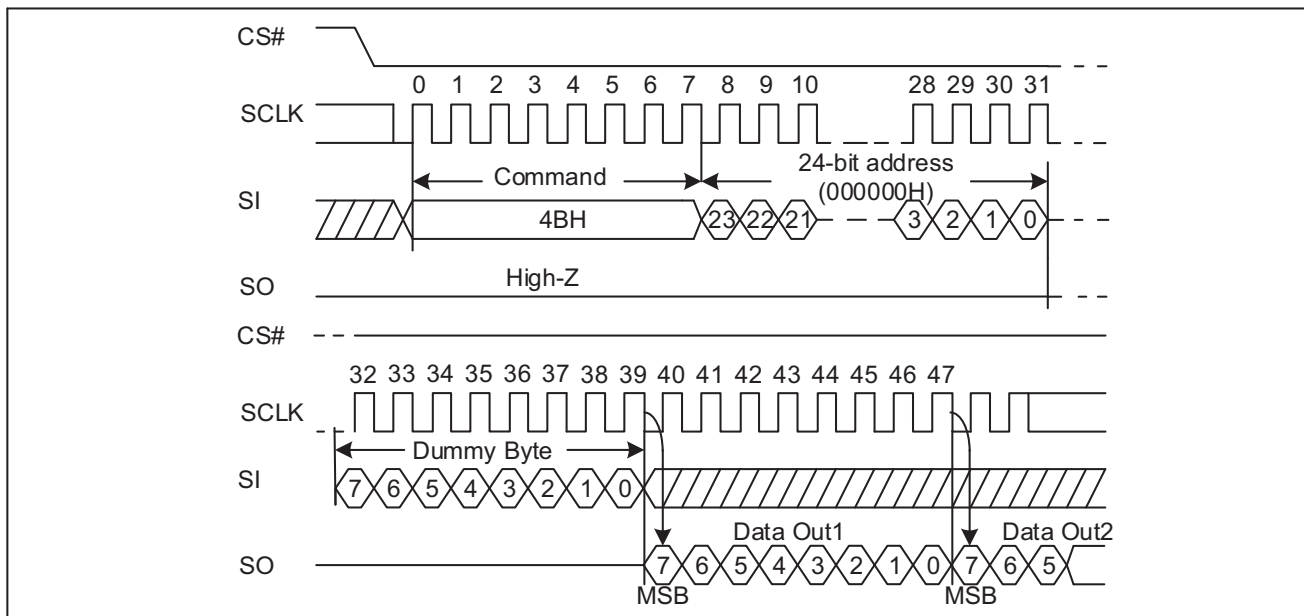 CS#
0 1 2 3 4 5 6 7 8 9 10 28 29 30 31
SCLK
Command
24-bit address
(000000H)
SI
4BH
23 22 21 3 2 1 0
High-Z
SO
CS#
32 33 34 35 36 37 38 39 40 41 42 43 44 45 46 47
SCLK
Dummy Byte
SI
7 6 5 4 3 2 1 0
Data Out1 Data Out2
SO
7 6 5 4 3 2 1 0 7 6 5
MSB MSB